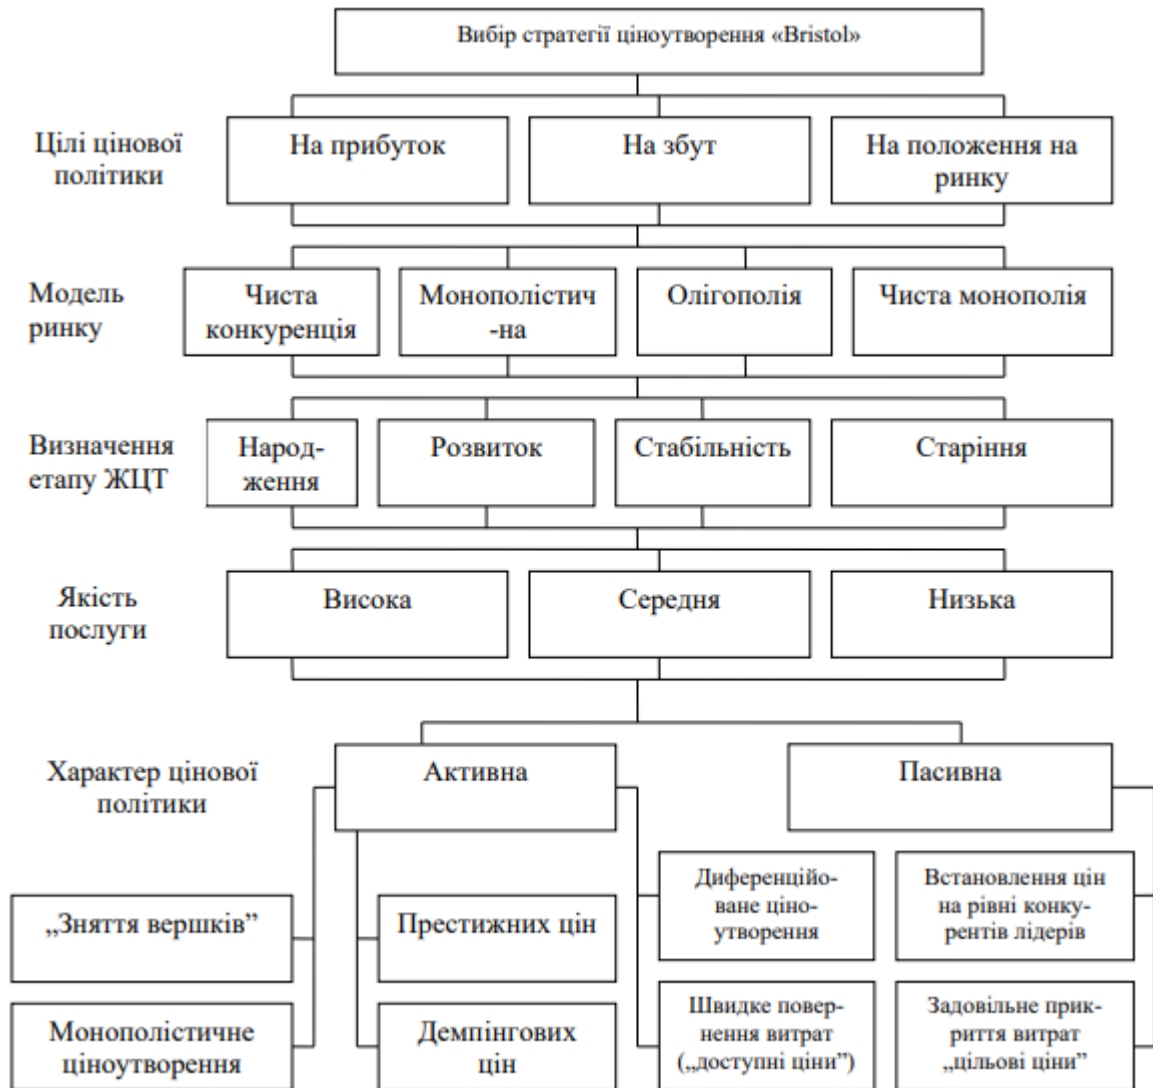 Вибір стратегії ціноутворення «Bristol»
Цілі цінової
політики
На прибуток
На збут
На положення на
ринку
Модель
ринку
Чиста
конкуренція
Монополістич
-на
Олігополія
Чиста монополія
Визначення
етапу ЖЦТ
Народ-
ження
Розвиток
Стабільність
Старіння
Якість
послуги
Висока
Середня
Низька
Характер цінової
політики
Активна
Пасивна
„Зняття вершків”
Престижних цін
Диференційо-
ване ціно-
утворення
Встановлення цін
на рівні конку-
рентів лідерів
Монополістичне
ціноутворення
Демпінгових
цін
Швидке повер-
нення витрат
(„доступні ціни”)
Задовільне прик-
риття витрат
„цільові ціни”